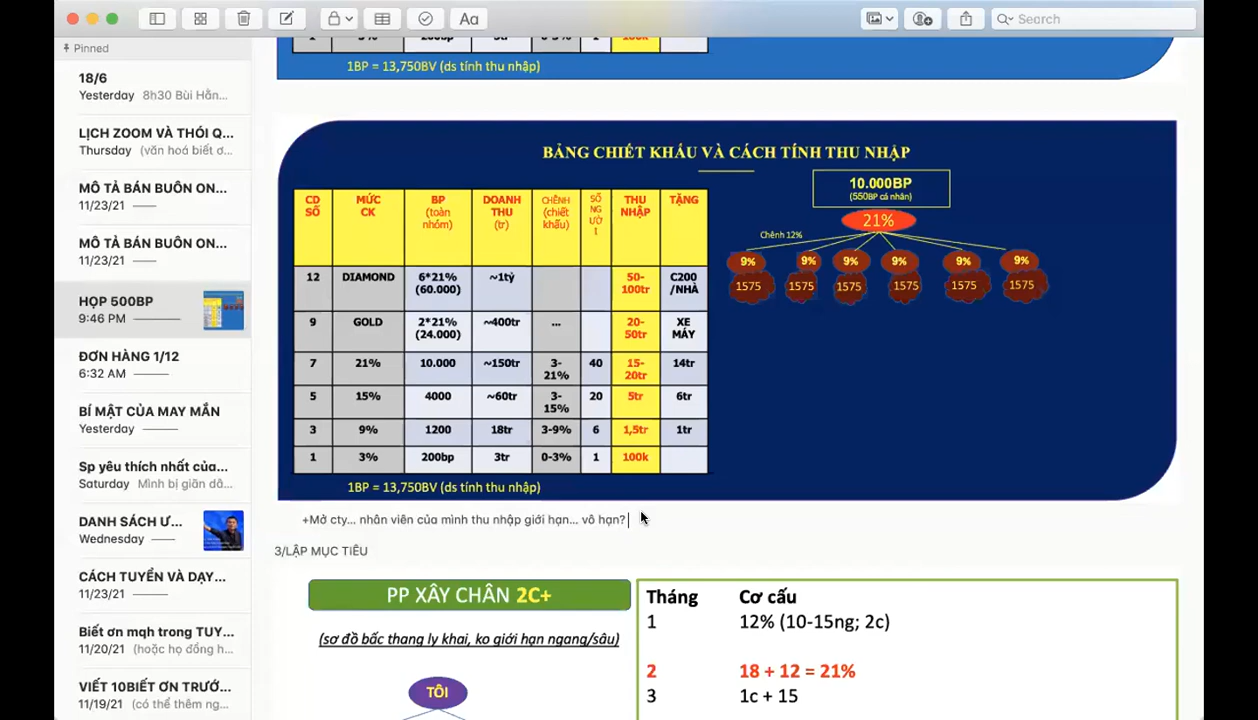 Aa
Search
Pinned
1BP = 13,750BV (ds tính thu nhập)
18/6
Yesterday 8h30 Bùi Hằn...
LỊCH ZOOM VÀ THÓI Q...
Thursday (văn hoá biết ơ...
MÔ TẢ BÁN BUÔN ON...
11/23/21
MÔ TẢ BÁN BUÔN ON...
11/23/21
HỌP 500BP
9:46 PM
ĐƠN HÀNG 1/12
6:32 AM
BÍ MẬT CỦA MAY MẮN
Yesterday
Sp yêu thích nhất của...
Saturday Mình bị giãn dâ...
DANH SÁCH Ư...
Wednesday
CÁCH TUYỂN VÀ DẠY...
11/23/21
Biết ơn mqh trong TUY...
11/20/21 (hoặc họ đồng h...
VIẾT 10BIẾT ƠN TRƯỚ...
11/19/21 (có thể thêm ng...
BẢNG CHIẾT KHẤU VÀ CÁCH TÍNH THU NHẬP
CD SỐ MỨC CK BP (toàn nhóm) DOANH THU (tr) CHÊNH (chiết khấu) SỐ NGƯỜI THU NHẬP TẶNG
12 DIAMOND 6*21% (60.000) ~1tỷ 50-100tr C200 /NHÀ
9 GOLD 2*21% (24.000) ~400tr ... 20-50tr XE MÁY
7 21% 10.000 ~150tr 3-21% 40 15-20tr 14tr
5 15% 4000 ~60tr 3-15% 20 5tr 6tr
3 9% 1200 18tr 3-9% 6 1,5tr 1tr
1 3% 200bp 3tr 0-3% 1 100k
1BP = 13,750BV (ds tính thu nhập)
10.000BP
(550BP cá nhân)
21%
Chênh 12%
9% 9% 9% 9% 9% 9%
1575 1575 1575 1575 1575 1575
+Mở cty... nhân viên của mình thu nhập giới hạn... vô hạn?
3/LẬP MỤC TIÊU
PP XÂY CHÂN 2C+
(sơ đồ bấc thang ly khai, ko giới hạn ngang/sâu)
TÔI
Tháng Cơ cấu
1 12% (10-15ng; 2c)
2 18 + 12 = 21%
3 1c + 15